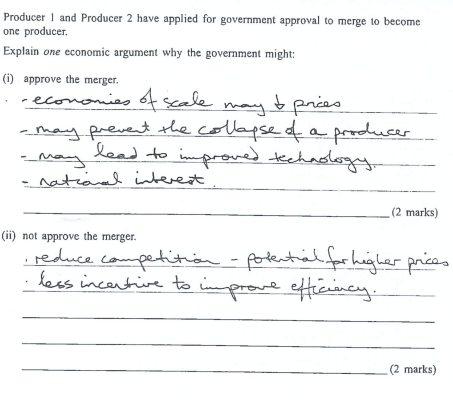 Producer 1 and Producer 2 have applied for government approval to merge to become
one producer.
Explain one economic argument why the government might:
(i) approve the merger.
- economies of scale may ↓ prices
- may prevent the collapse of a producer
- may lead to improved technology.
- national interest.
(2 marks)
(ii) not approve the merger.
. reduce competition - potential for higher prices
. less incentive to improve efficiency.
(2 marks)